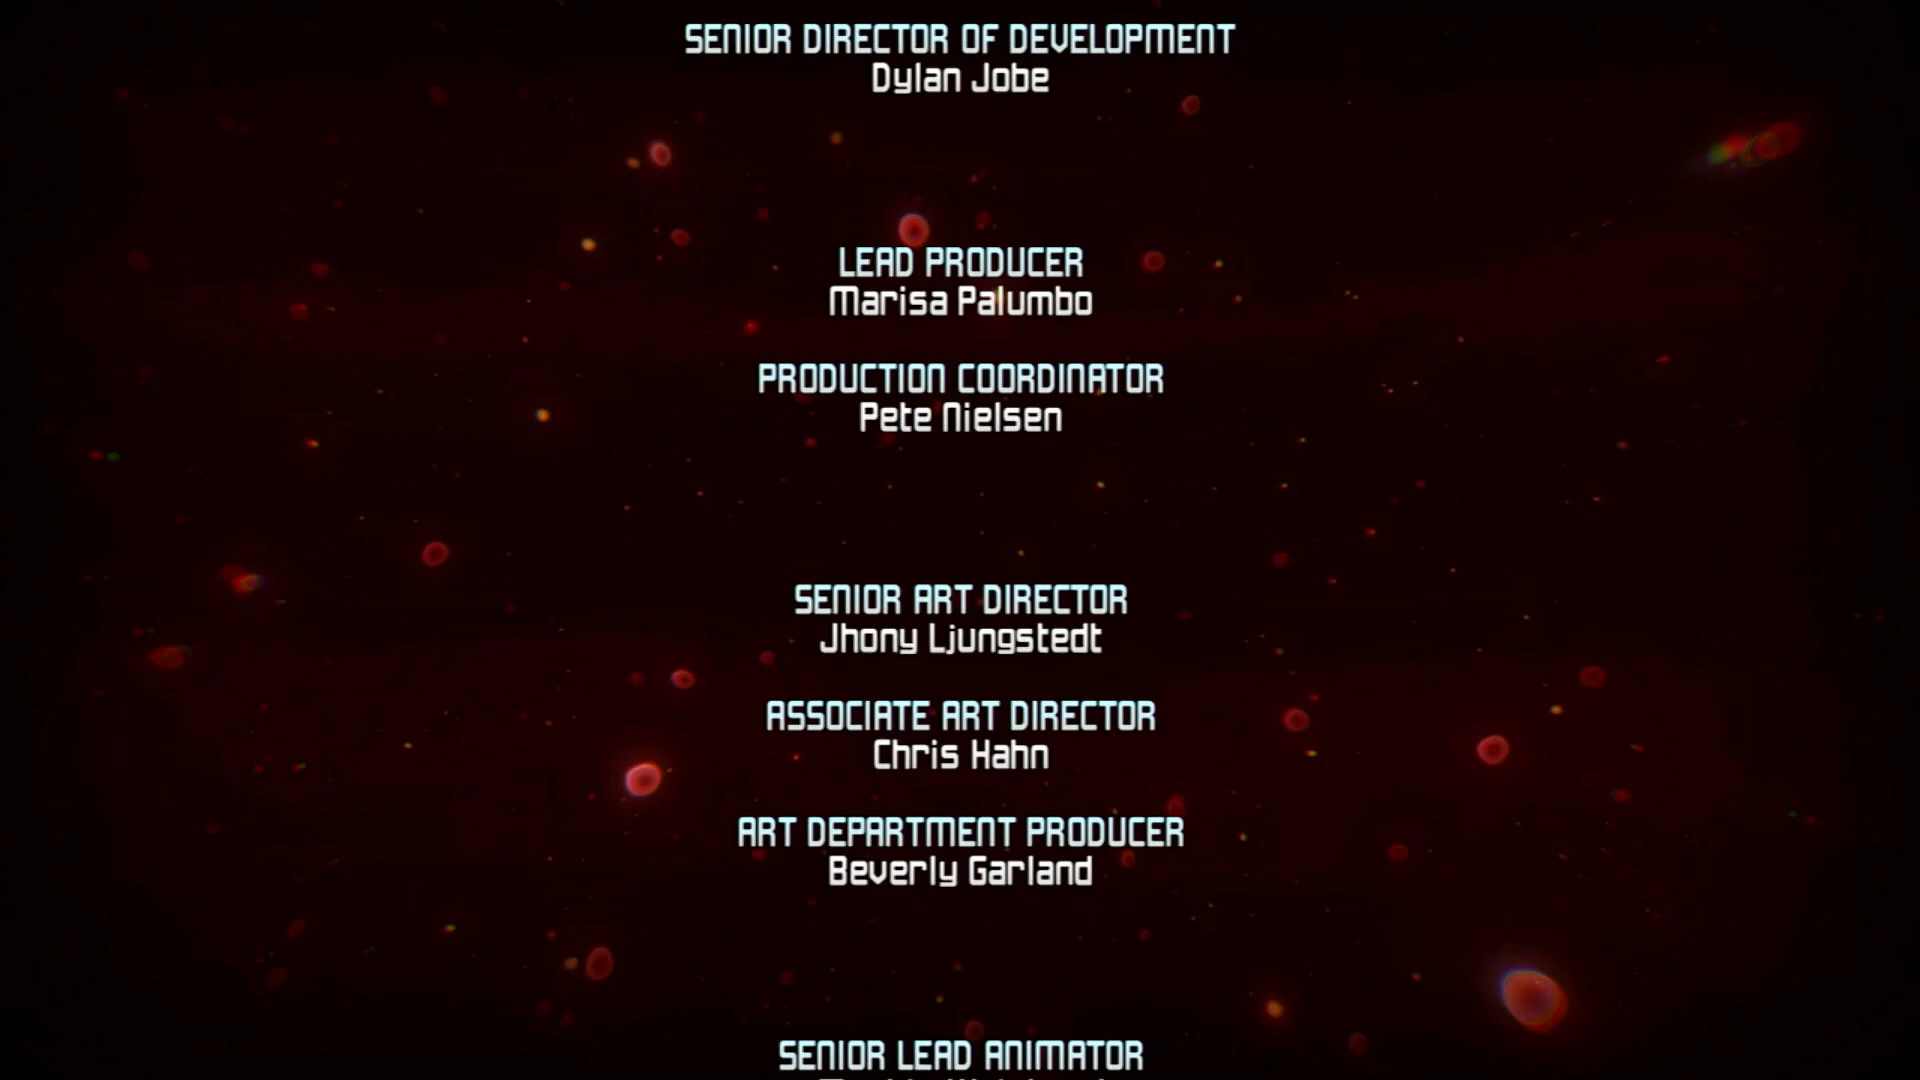 SENIOR DIRECTOR OF DEVELOPMENT
Dylan Jobe
LEAD PRODUCER
Marisa Palumbo
PRODUCTION COORDINATOR
Pete Nielsen
SENIOR ART DIRECTOR
Jhony Ljungstedt
ASSOCIATE ART DIRECTOR
Chris Hahn
ART DEPARTMENT PRODUCER
Beverly Garland
SENIOR LEAD ANIMATOR